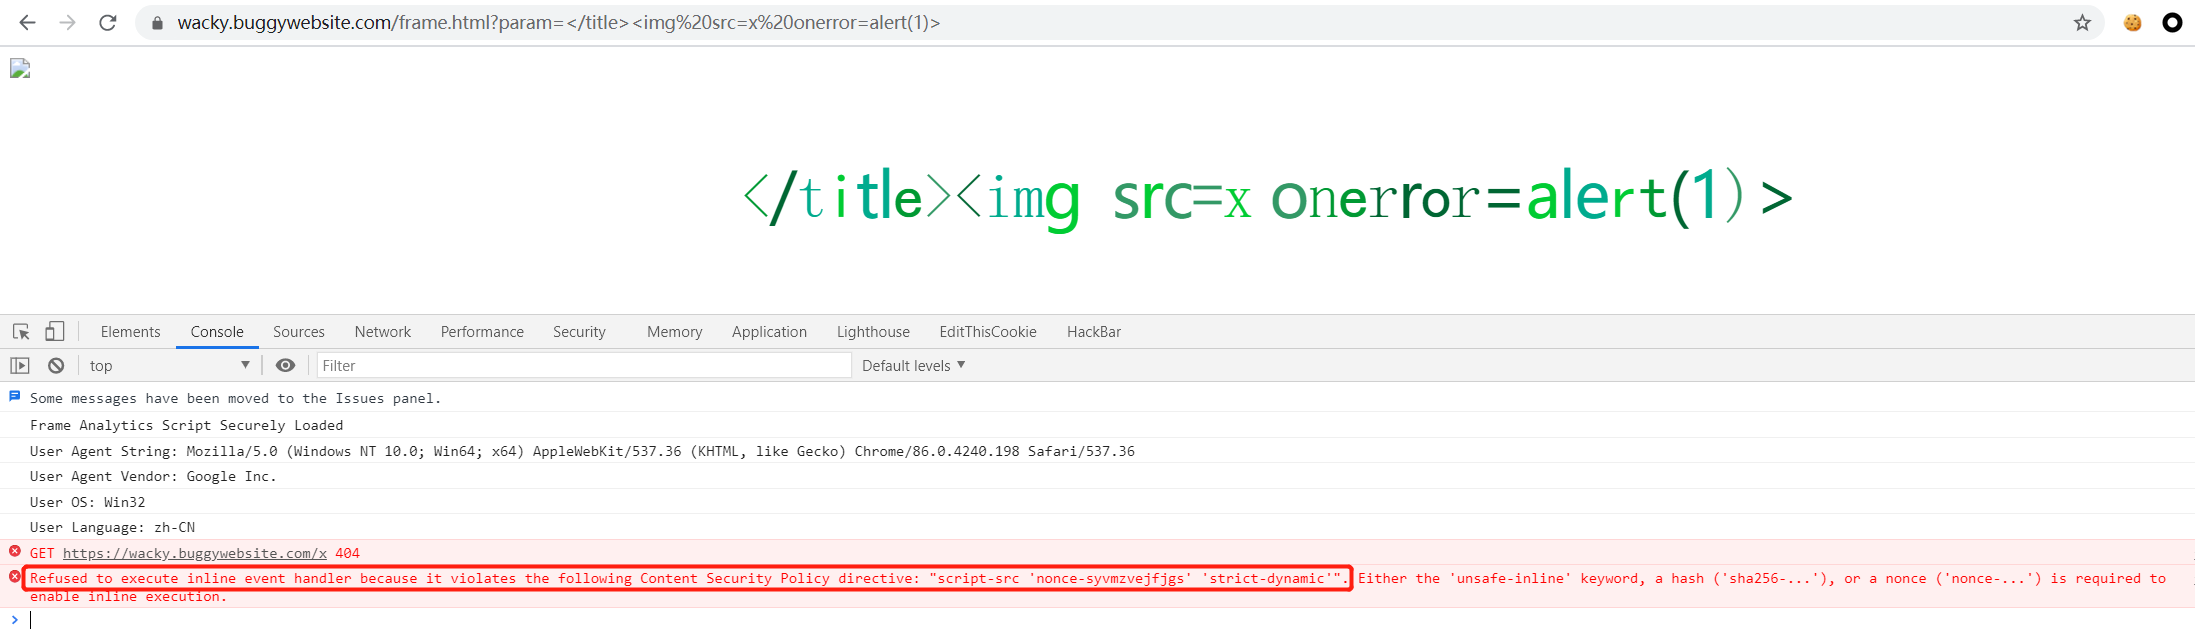 wacky.buggywebsite.com/frame.html?param=</title><img%20src=x%20onerror=alert(1)>
</title><img src=x onerror=alert(1)>
Elements Console Sources Network Performance Security Memory Application Lighthouse EditThisCookie HackBar
top Filter Default levels
Some messages have been moved to the Issues panel.
Frame Analytics Script Securely Loaded
User Agent String: Mozilla/5.0 (Windows NT 10.0; Win64; x64) AppleWebKit/537.36 (KHTML, like Gecko) Chrome/86.0.4240.198 Safari/537.36
User Agent Vendor: Google Inc.
User OS: Win32
User Language: zh-CN
GET https://wacky.buggywebsite.com/x 404
Refused to execute inline event handler because it violates the following Content Security Policy directive: "script-src 'nonce-syvmzvejfjgs' 'strict-dynamic'". Either the 'unsafe-inline' keyword, a hash ('sha256-...'), or a nonce ('nonce-...') is required to
enable inline execution.